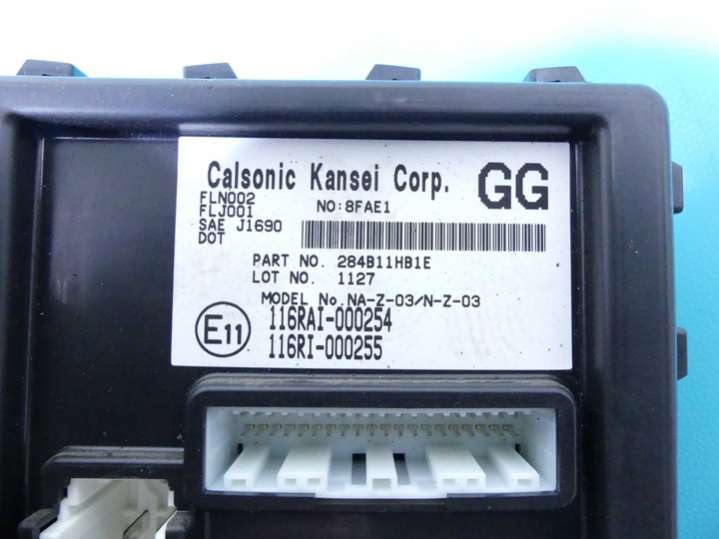 Calsonic Kansei Corp. GG
FLN002
FLJ001
NO:8FAE1
SAE J1690
DOT
PART NO. 284B11HB1E
LOT NO. 1127
MODEL No.NA-Z-03/N-Z-03
E11
116RAI-000254
116RI-000255